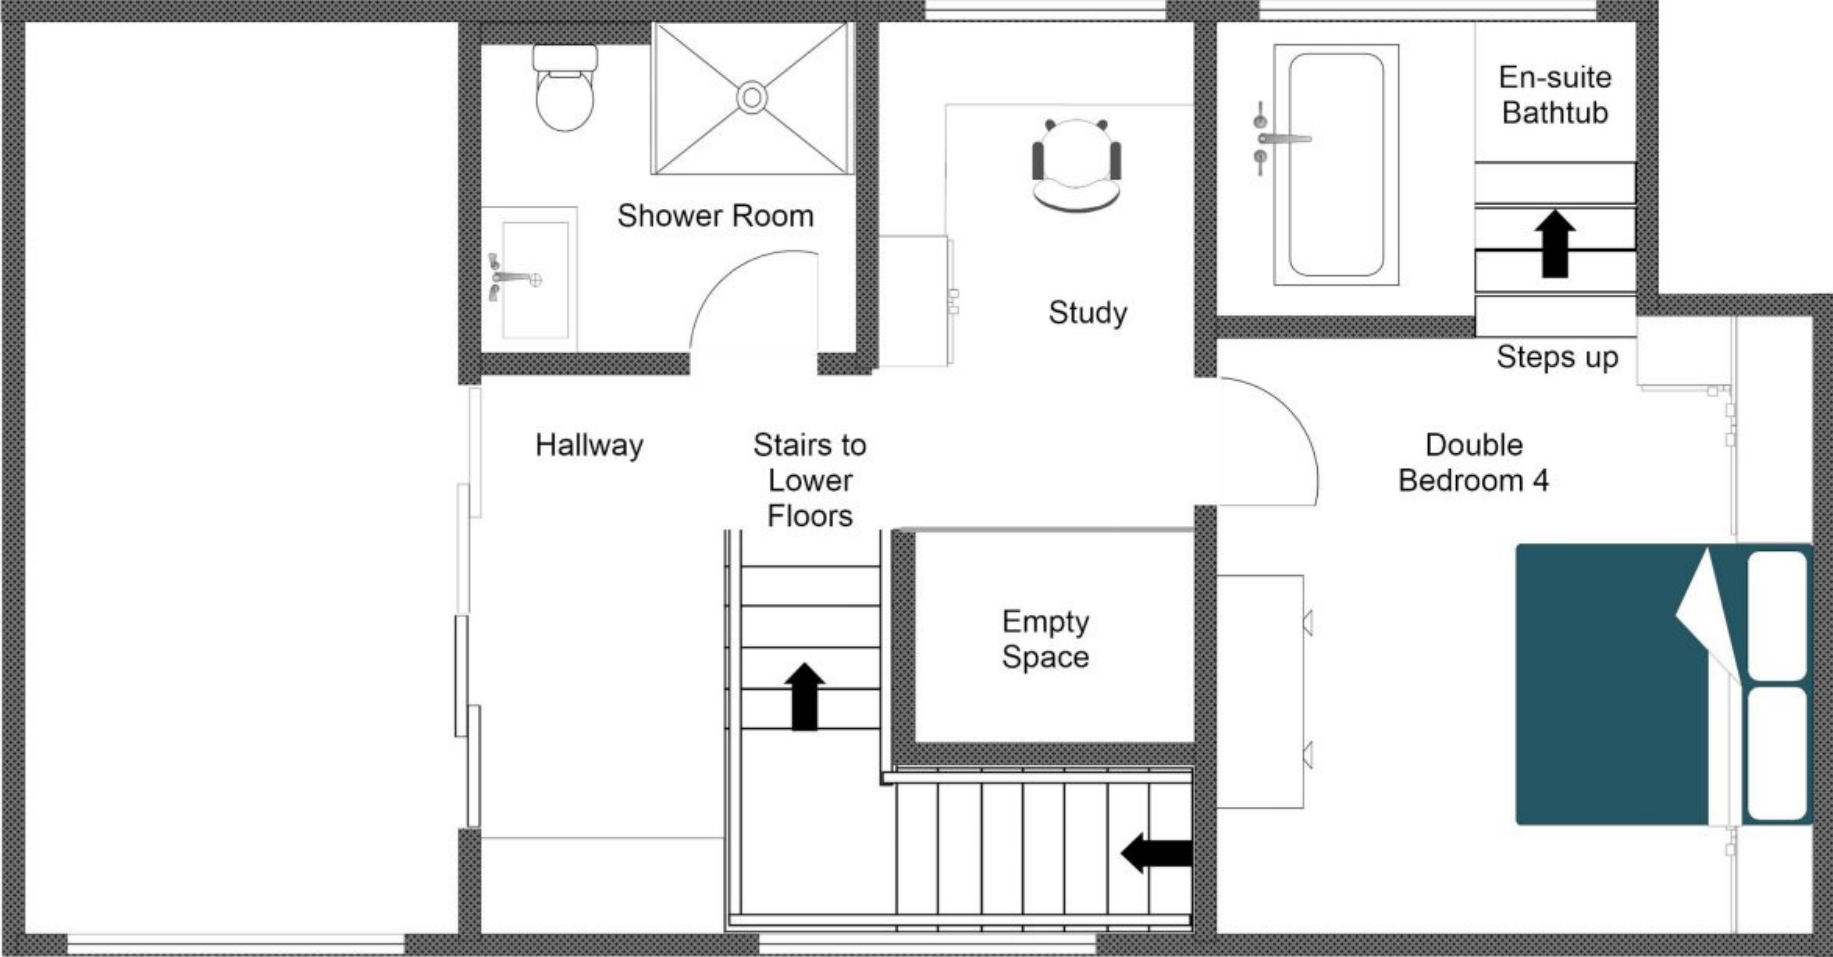 En-suite
Bathtub
Shower Room
Study
Steps up
Hallway
Stairs to
Lower
Floors
Double
Bedroom 4
Empty
Space